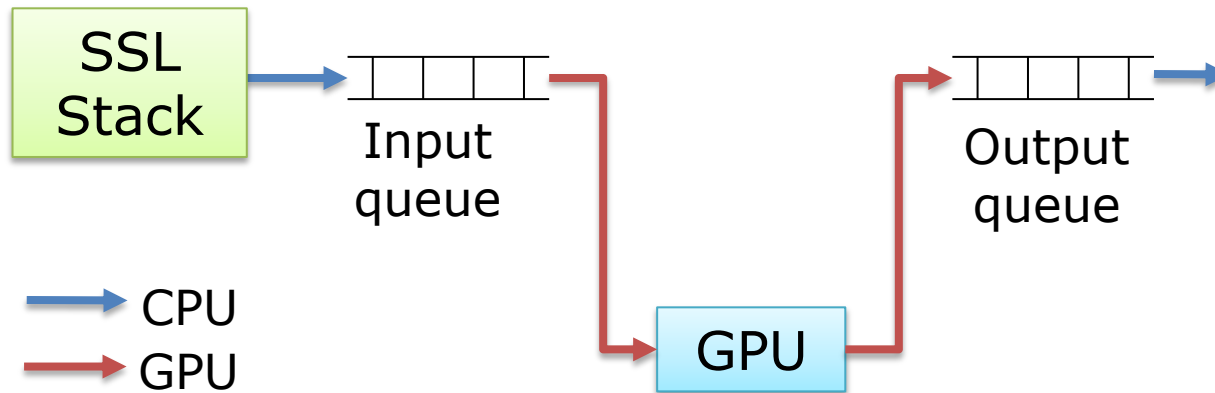 SSL
Stack
Input
queue
Output
queue
CPU
GPU
GPU